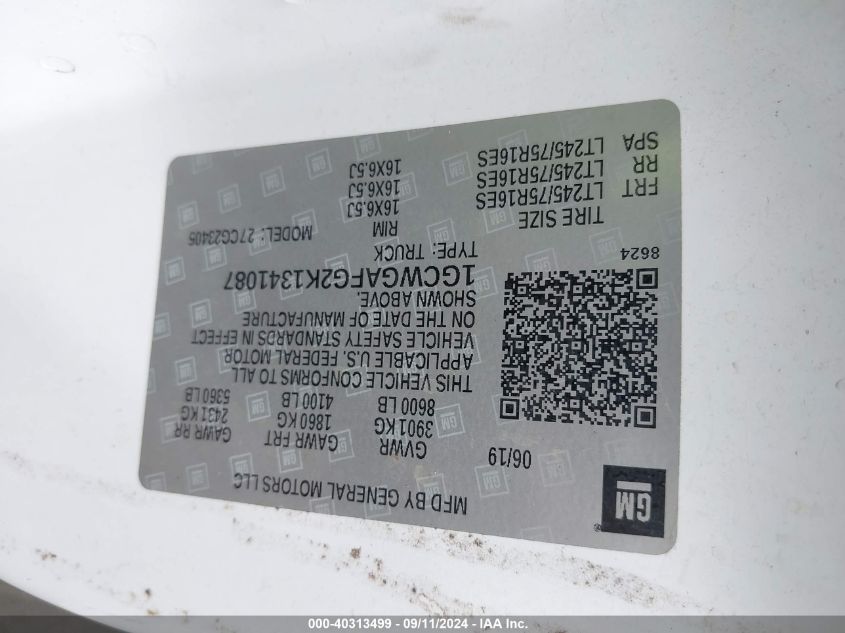 MFD BY GENERAL MOTORS LLC
GM
®
06/19
GVWR GAWR FRT GAWR RR
3901 KG 1860 KG 2431 KG
8600 LB 4100 LB 5360 LB
THIS VEHICLE CONFORMS TO ALL
APPLICABLE U.S. FEDERAL MOTOR
VEHICLE SAFETY STANDARDS IN EFFECT
ON THE DATE OF MANUFACTURE
SHOWN ABOVE.
1GCWGAFG2K1341087
TYPE: TRUCK
MODEL: 27CG23405
8624
TIRE SIZE RIM
FRT LT245/75R16ES 16X6.5J
RR LT245/75R16ES 16X6.5J
SPA LT245/75R16ES 16X6.5J
000-40313499 - 09/11/2024 - IAA Inc.